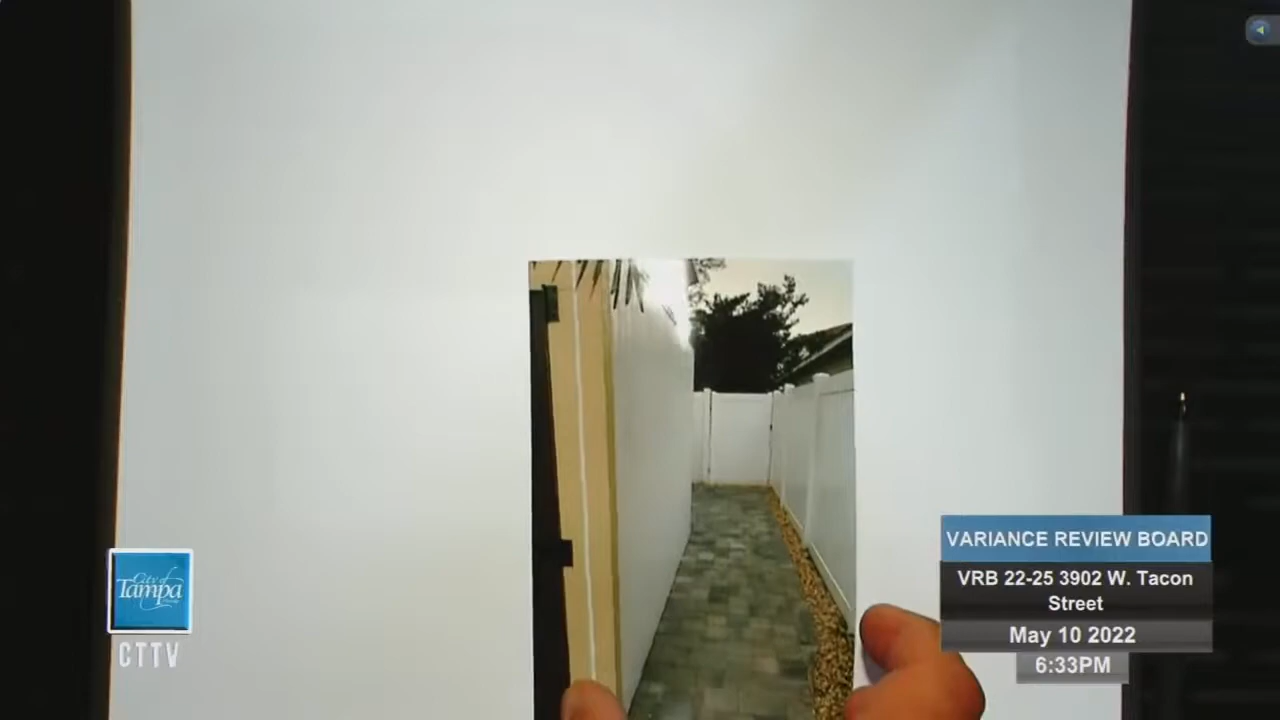 VARIANCE REVIEW BOARD
VRB 22-25 3902 W. Tacon
Street
May 10 2022
6:33PM
City of
Tampa
CTTV